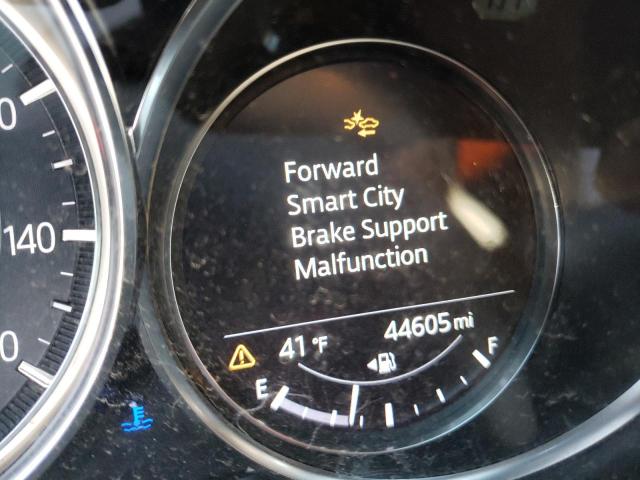 Forward
Smart City
Brake Support
Malfunction
41°F
44605 mi
E
F
140